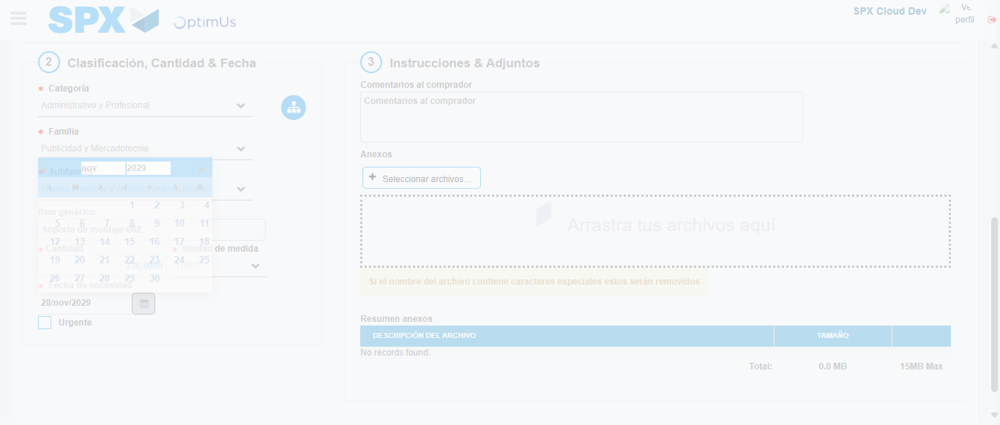 SPX OptimUs
SPX Cloud Dev
Ve
perfil
2 Clasificación, Cantidad & Fecha
* Categoría
Administrativo y Profesional
* Familia
Publicidad y Mercadotecnia
* Subfamilia
nov 2029
Medios Impresos y Artículos promocionales
L M X J V S D
1 2 3 4
Ítem genérico
5 6 7 8 9 10 11
Soporte de montaje-002
12 13 14 15 16 17 18
* Cantidad
* Unidad de medida
19 20 21 22 23 24 25
736.0000
TUBO
26 27 28 29 30
* Fecha de necesidad
28/nov/2029
Urgente
3 Instrucciones & Adjuntos
Comentarios al comprador
Comentarios al comprador
Anexos
+ Seleccionar archivos...
Arrastra tus archivos aquí
Si el nombre del archivo contiene caracteres especiales estos serán removidos
Resumen anexos
DESCRIPCIÓN DEL ARCHIVO TAMAÑO
No records found.
Total: 0.0 MB 15MB Max